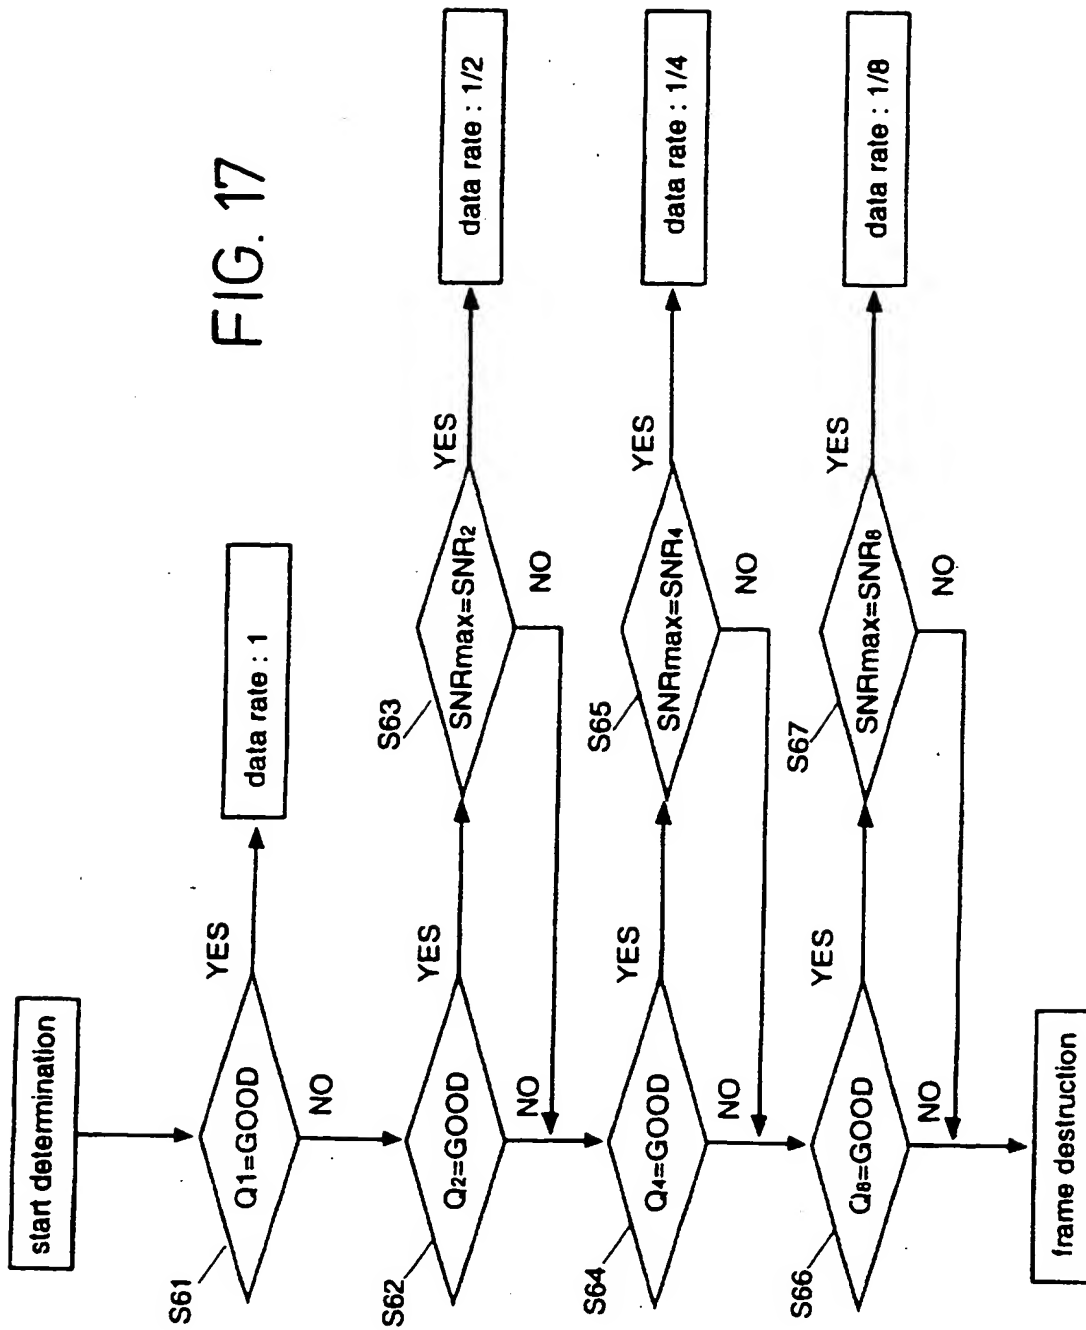 FIG. 17
start determination
S61
Q1=GOOD
YES
data rate : 1
NO
S62
Q2=GOOD
YES
S63
SNRmax=SNR2
YES
data rate : 1/2
NO
NO
S64
Q4=GOOD
YES
S65
SNRmax=SNR4
YES
data rate : 1/4
NO
NO
S66
Q8=GOOD
YES
S67
SNRmax=SNR8
YES
data rate : 1/8
NO
NO
frame destruction